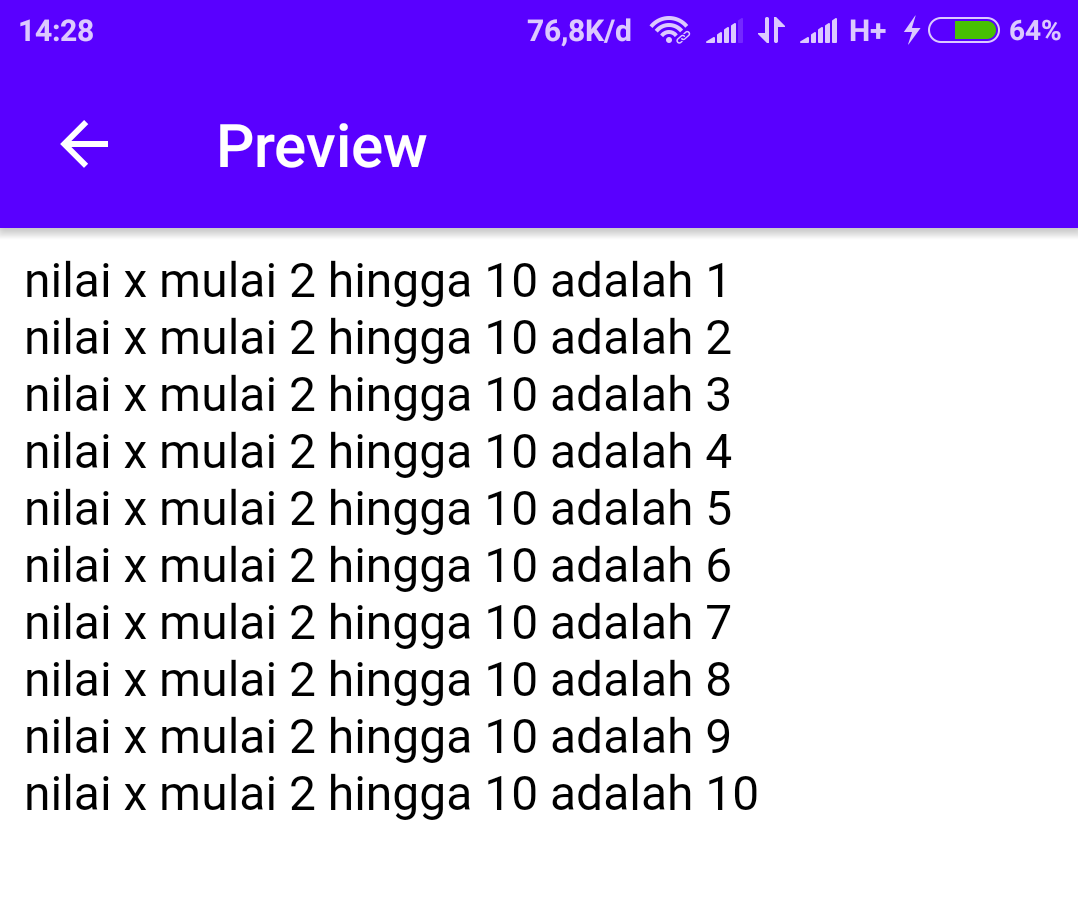 14:28 76,8K/d H+ 64%
Preview
nilai x mulai 2 hingga 10 adalah 1
nilai x mulai 2 hingga 10 adalah 2
nilai x mulai 2 hingga 10 adalah 3
nilai x mulai 2 hingga 10 adalah 4
nilai x mulai 2 hingga 10 adalah 5
nilai x mulai 2 hingga 10 adalah 6
nilai x mulai 2 hingga 10 adalah 7
nilai x mulai 2 hingga 10 adalah 8
nilai x mulai 2 hingga 10 adalah 9
nilai x mulai 2 hingga 10 adalah 10